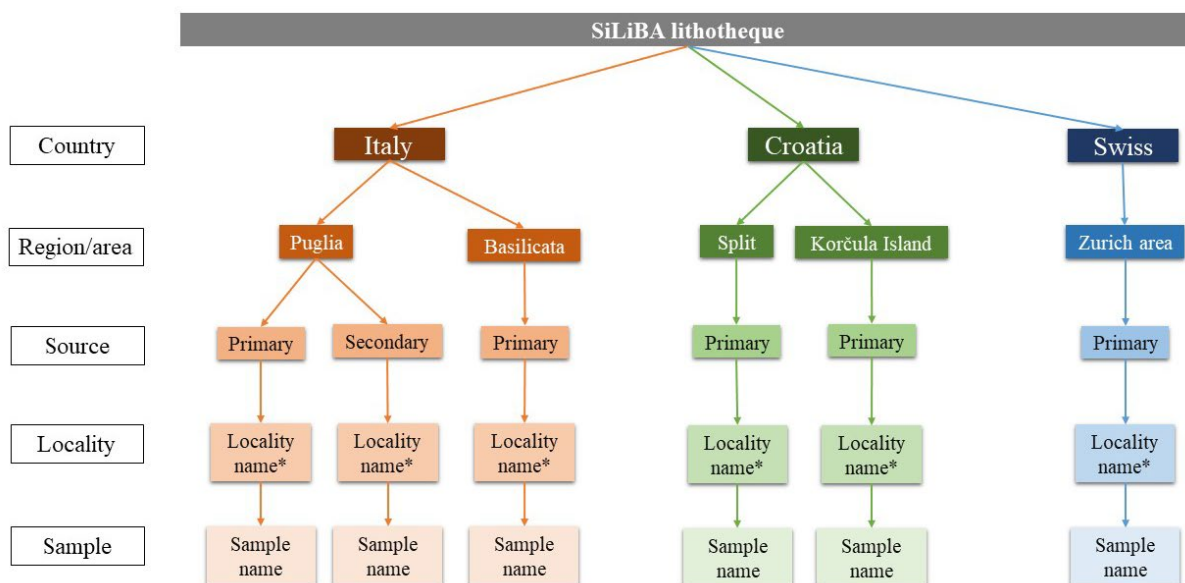 SiLiBA lithotheque
Country
Italy
Croatia
Swiss
Region/area
Puglia
Basilicata
Split
Korčula Island
Zurich area
Source
Primary
Secondary
Primary
Primary
Primary
Primary
Locality
Locality
name*
Locality
name*
Locality
name*
Locality
name*
Locality
name*
Locality
name*
Sample
Sample
name
Sample
name
Sample
name
Sample
name
Sample
name
Sample
name